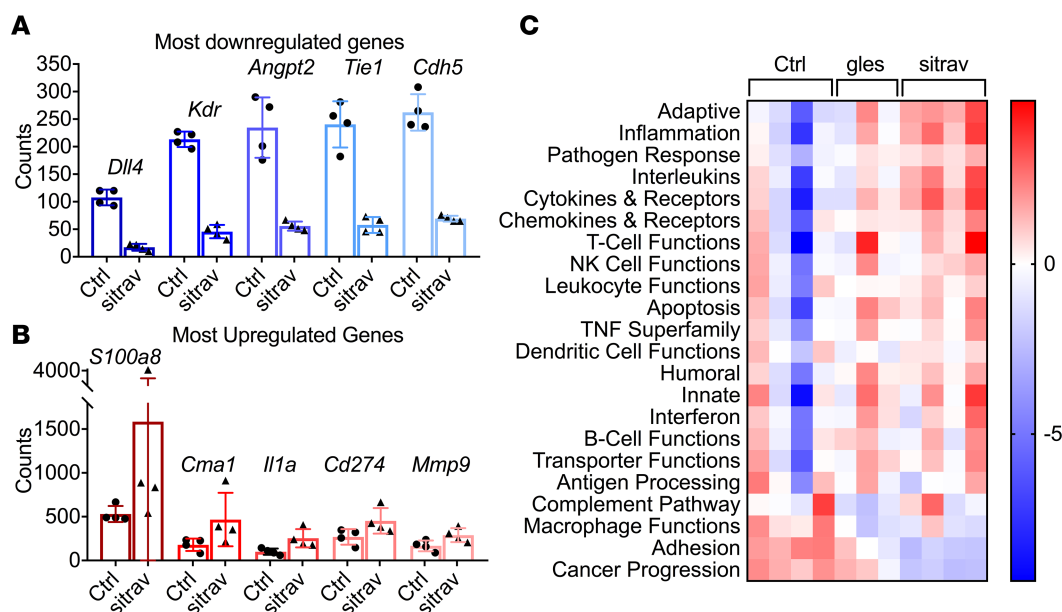 A
Most downregulated genes
Counts
350
300
250
200
150
100
50
0
Dll4
Kdr
Angpt2
Tie1
Cdh5
Ctrl
sitrav
Ctrl
sitrav
Ctrl
sitrav
Ctrl
sitrav
Ctrl
sitrav
B
Most Upregulated Genes
Counts
4000
1500
1000
500
0
S100a8
Cma1
Il1a
Cd274
Mmp9
Ctrl
sitrav
Ctrl
sitrav
Ctrl
sitrav
Ctrl
sitrav
Ctrl
sitrav
C
Ctrl gles sitrav
Adaptive
Inflammation
Pathogen Response
Interleukins
Cytokines & Receptors
Chemokines & Receptors
T-Cell Functions
NK Cell Functions
Leukocyte Functions
Apoptosis
TNF Superfamily
Dendritic Cell Functions
Humoral
Innate
Interferon
B-Cell Functions
Transporter Functions
Antigen Processing
Complement Pathway
Macrophage Functions
Adhesion
Cancer Progression
0
-5